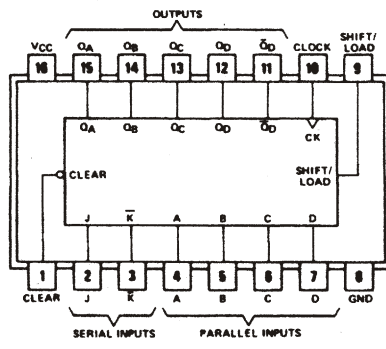 OUTPUTS
VCC QA QB QC QD Q̄D CLOCK SHIFT/
LOAD
16 15 14 13 12 11 10 9
QA QB QC QD Q̄D CK
CLEAR
SHIFT/
LOAD
J K̄ A B C D
1 2 3 4 5 6 7 8
CLEAR J K̄ A B C D GND
SERIAL INPUTS PARALLEL INPUTS